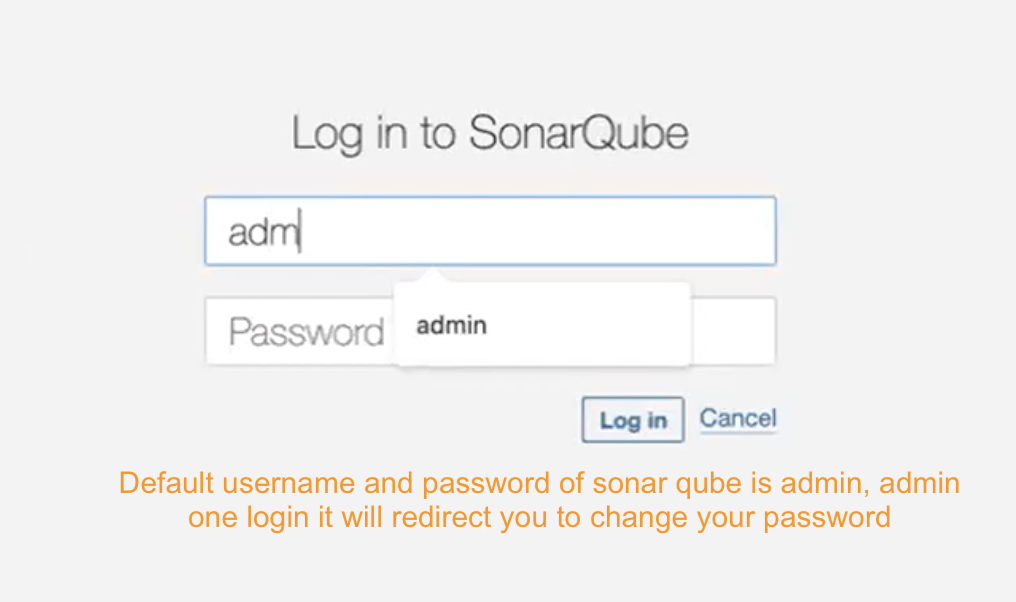 Log in to SonarQube
adm
Password
admin
Log in Cancel
Default username and password of sonar qube is admin, admin
one login it will redirect you to change your password